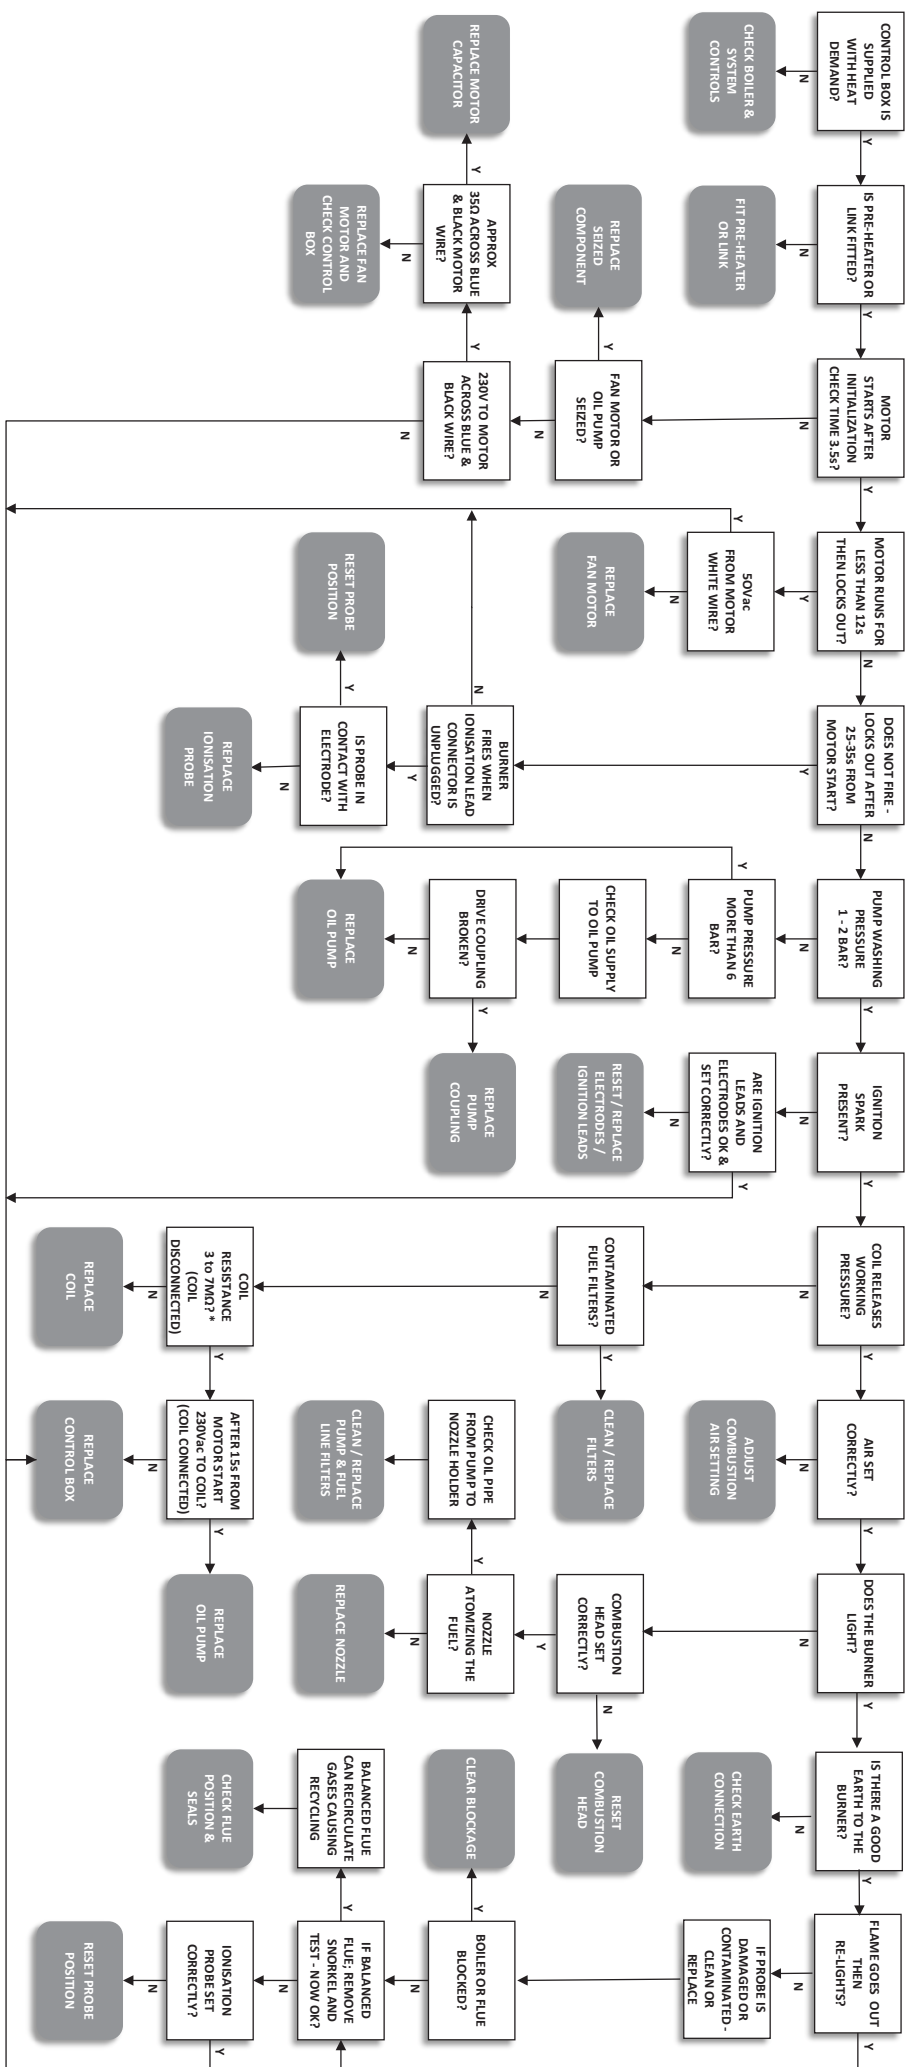 CONTROL BOX IS
SUPPLIED
WITH HEAT
DEMAND?
Y
N
CHECK BOILER &
SYSTEM
CONTROLS
IS PRE-HEATER OR
LINK FITTED?
Y
N
FIT PRE-HEATER
OR LINK
MOTOR
STARTS AFTER
INITIALIZATION
CHECK TIME 3.5s?
Y
N
FAN MOTOR OR
OIL PUMP
SEIZED?
Y
N
REPLACE
SEIZED
COMPONENT
230V TO MOTOR
ACROSS BLUE &
BLACK WIRE?
Y
N
APPROX
35Ω ACROSS BLUE
& BLACK MOTOR
WIRE?
Y
N
REPLACE MOTOR
CAPACITOR
REPLACE FAN
MOTOR AND
CHECK CONTROL
BOX
MOTOR RUNS FOR
LESS THAN 12s
THEN LOCKS OUT?
N
Y
50Vac
FROM MOTOR
WHITE WIRE?
Y
N
REPLACE
FAN MOTOR
DOES NOT FIRE -
LOCKS OUT AFTER
25-35s FROM
MOTOR START?
N
Y
BURNER
FIRES WHEN
IONISATION LEAD
CONNECTOR IS
UNPLUGGED?
N
Y
IS PROBE IN
CONTACT WITH
ELECTRODE?
Y
N
RESET PROBE
POSITION
REPLACE
IONISATION
PROBE
PUMP WASHING
PRESSURE
1 - 2 BAR?
Y
N
PUMP PRESSURE
MORE THAN 6
BAR?
Y
N
CHECK OIL SUPPLY
TO OIL PUMP
DRIVE COUPLING
BROKEN?
Y
N
REPLACE
OIL PUMP
REPLACE
PUMP
COUPLING
IGNITION
SPARK
PRESENT?
Y
N
ARE IGNITION
LEADS AND
ELECTRODES OK &
SET CORRECTLY?
Y
N
RESET / REPLACE
ELECTRODES /
IGNITION LEADS
COIL RELEASES
WORKING
PRESSURE?
Y
N
CONTAMINATED
FUEL FILTERS?
Y
N
CLEAN / REPLACE
FILTERS
COIL
RESISTANCE
3 to 7MΩ? *
(COIL
DISCONNECTED)
Y
N
REPLACE
COIL
AFTER 15s FROM
MOTOR START
230Vac TO COIL?
(COIL CONNECTED)
Y
N
REPLACE
CONTROL BOX
REPLACE
OIL PUMP
AIR SET
CORRECTLY?
Y
N
ADJUST
COMBUSTION
AIR SETTING
DOES THE BURNER
LIGHT?
Y
N
COMBUSTION
HEAD SET
CORRECTLY?
N
Y
RESET
COMBUSTION
HEAD
NOZZLE
ATOMIZING THE
FUEL?
Y
N
REPLACE NOZZLE
CHECK OIL PIPE
FROM PUMP TO
NOZZLE HOLDER
CLEAN / REPLACE
PUMP & FUEL
LINE FILTERS
IS THERE A GOOD
EARTH TO THE
BURNER?
Y
N
CHECK EARTH
CONNECTION
FLAME GOES OUT
THEN
RE-LIGHTS?
Y
N
IF PROBE IS
DAMAGED OR
CONTAMINATED -
CLEAN OR
REPLACE
BOILER OR FLUE
BLOCKED?
Y
N
CLEAR BLOCKAGE
IF BALANCED
FLUE; REMOVE
SNORKEL AND
TEST - NOW OK?
Y
N
BALANCED FLUE
CAN RECIRCULATE
GASES CAUSING
RECYCLING
CHECK FLUE
POSITION &
SEALS
IONISATION
PROBE SET
CORRECTLY?
Y
N
RESET PROBE
POSITION